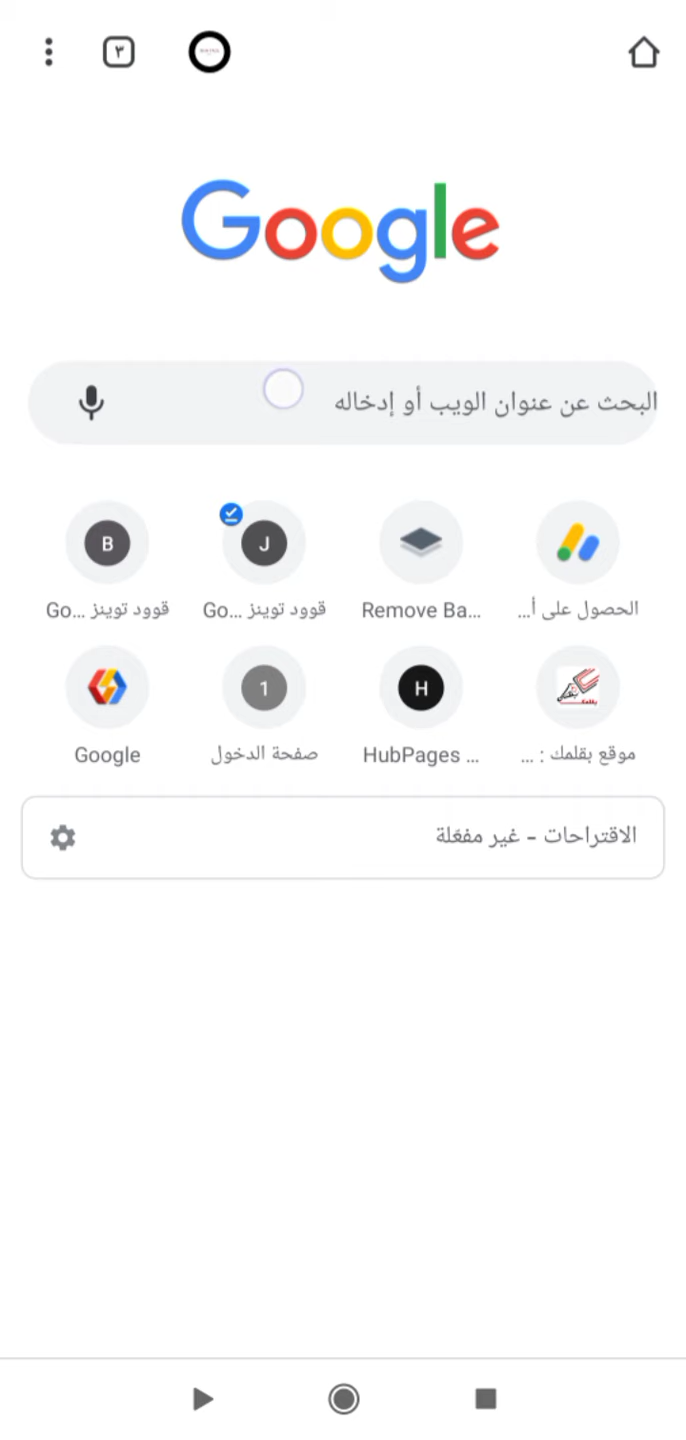 ٣
Google
البحث عن عنوان الويب أو إدخاله
الحصول على أ...
Remove Ba...
J
قوود توينز Go...
B
قوود توينز Go...
موقع بقلمك : ...
H
HubPages ...
1
صفحة الدخول
Google
الاقتراحات - غير مفعّلة